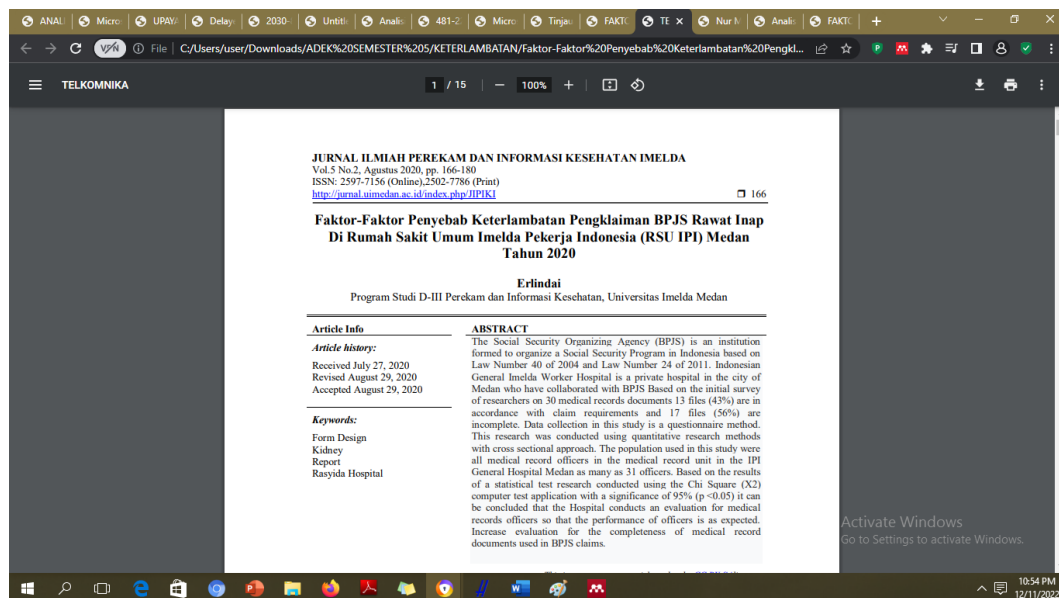 ANALI
Micro
UPAYA
Delay
2030-
Untitle
Analis
481-2
Micro
Tinjau
FAKTO
TE
Nur M
Analis
FAKTO
File | C:/Users/user/Downloads/ADEK%20SEMESTER%205/KETERLAMBATAN/Faktor-Faktor%20Penyebab%20Keterlambatan%20Pengkl...
TELKOMNIKA
1 / 15
100%
JURNAL ILMIAH PEREKAM DAN INFORMASI KESEHATAN IMELDA
Vol.5 No.2, Agustus 2020, pp. 166-180
ISSN: 2597-7156 (Online),2502-7786 (Print)
http://jurnal.uimedan.ac.id/index.php/JIPIKI
166
Faktor-Faktor Penyebab Keterlambatan Pengklaiman BPJS Rawat Inap
Di Rumah Sakit Umum Imelda Pekerja Indonesia (RSU IPI) Medan
Tahun 2020
Erlindai
Program Studi D-III Perekam dan Informasi Kesehatan, Universitas Imelda Medan
Article Info
Article history:
Received July 27, 2020
Revised August 29, 2020
Accepted August 29, 2020
Keywords:
Form Design
Kidney
Report
Rasyida Hospital
ABSTRACT
The Social Security Organizing Agency (BPJS) is an institution
formed to organize a Social Security Program in Indonesia based on
Law Number 40 of 2004 and Law Number 24 of 2011. Indonesian
General Imelda Worker Hospital is a private hospital in the city of
Medan who have collaborated with BPJS Based on the initial survey
of researchers on 30 medical records documents 13 files (43%) are in
accordance with claim requirements and 17 files (56%) are
incomplete. Data collection in this study is a questionnaire method.
This research was conducted using quantitative research methods
with cross sectional approach. The population used in this study were
all medical record officers in the medical record unit in the IPI
General Hospital Medan as many as 31 officers. Based on the results
of a statistical test research conducted using the Chi Square (X2)
computer test application with a significance of 95% (p <0.05) it can
be concluded that the Hospital conducts an evaluation for medical
records officers so that the performance of officers is as expected.
Increase evaluation for the completeness of medical record
documents used in BPJS claims.
Activate Windows
Go to Settings to activate Windows.
10:54 PM
12/11/2022